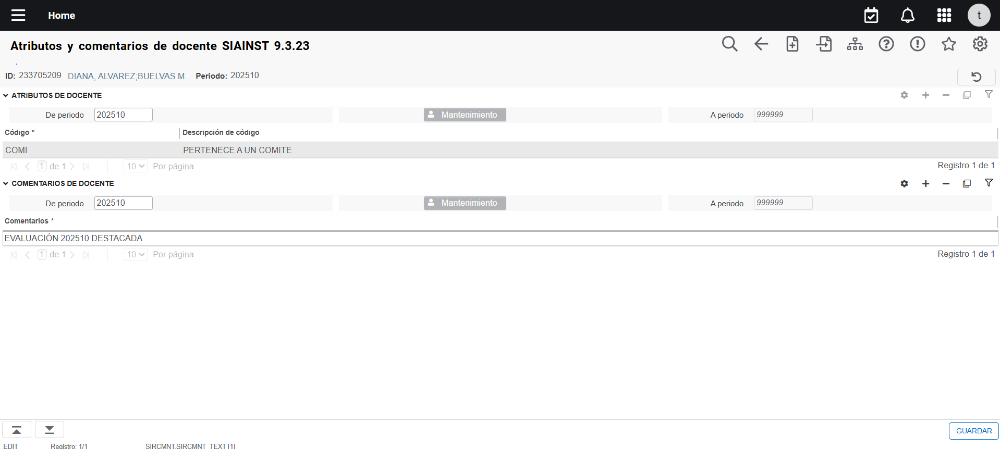 Home
t
Atributos y comentarios de docente SIAINST 9.3.23
.
ID: 233705209 DIANA, ALVAREZ;BUELVAS M. Periodo: 202510
ATRIBUTOS DE DOCENTE
De periodo 202510 Mantenimiento A periodo 999999
Código * Descripción de código
COMI PERTENECE A UN COMITE
1 de 1 10 Por página Registro 1 de 1
COMENTARIOS DE DOCENTE
De periodo 202510 Mantenimiento A periodo 999999
Comentarios *
EVALUACIÓN 202510 DESTACADA
1 de 1 10 Por página Registro 1 de 1
GUARDAR
EDIT Registro: 1/1 SIRCMNT.SIRCMNT_TEXT [1]